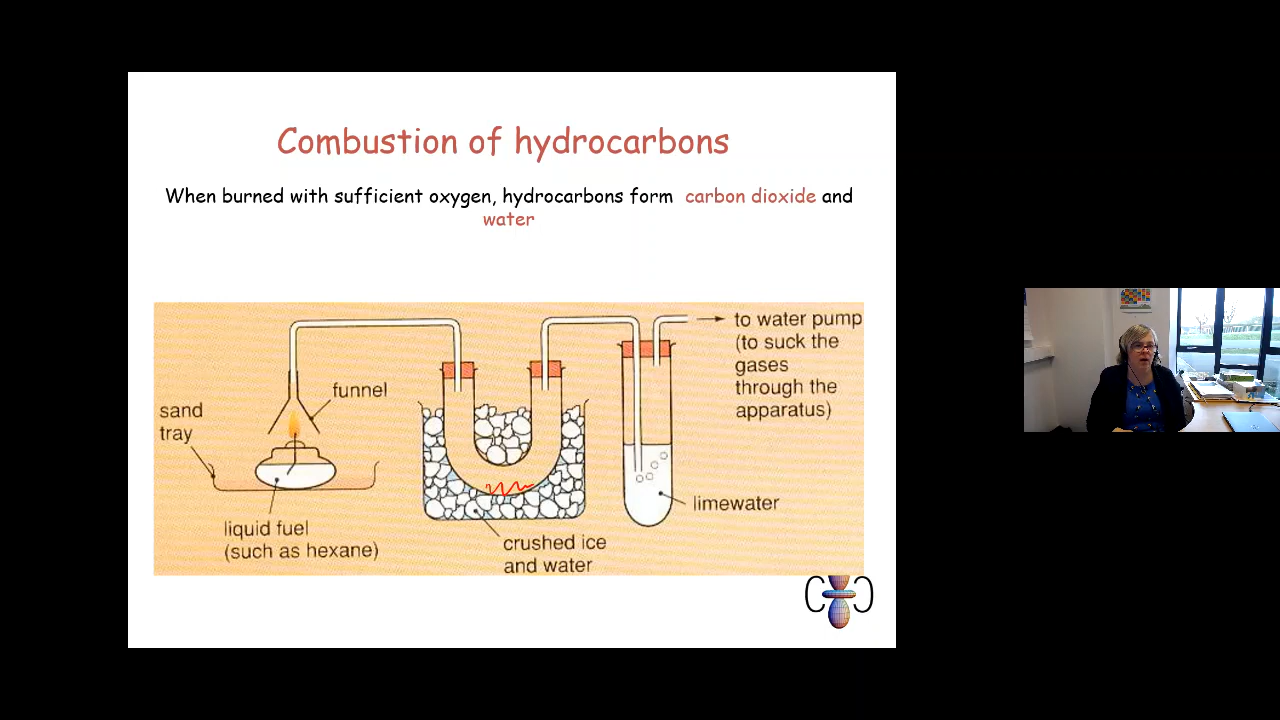 Combustion of hydrocarbons
When burned with sufficient oxygen, hydrocarbons form carbon dioxide and
water
to water pump
(to suck the
gases
through the
apparatus)
funnel
sand
tray
limewater
liquid fuel
(such as hexane)
crushed ice
and water